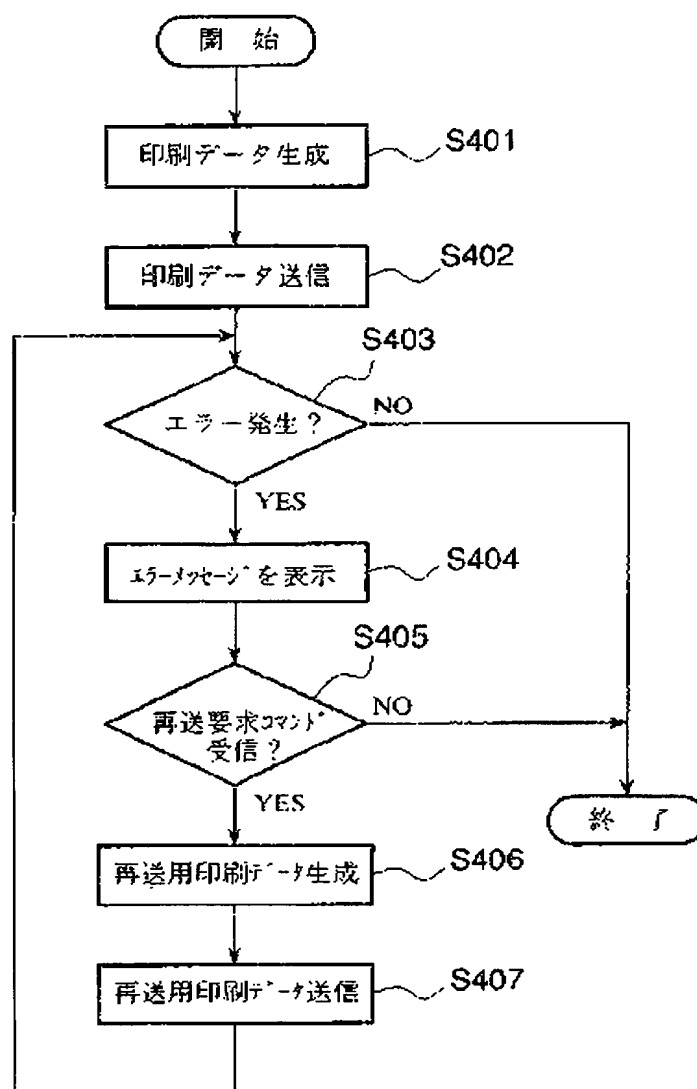 開 始
印刷データ生成
S401
印刷データ送信
S402
S403
エラー発生？
NO
YES
エラーメッセージを表示
S404
S405
再送要求コマンド
受信？
NO
YES
終 了
再送用印刷データ生成
S406
再送用印刷データ送信
S407